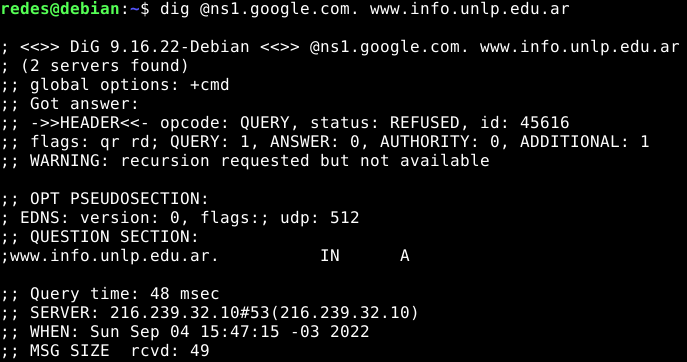 redes@debian:~$ dig @ns1.google.com. www.info.unlp.edu.ar
; <<>> DiG 9.16.22-Debian <<>> @ns1.google.com. www.info.unlp.edu.ar
; (2 servers found)
;; global options: +cmd
;; Got answer:
;; ->>HEADER<<- opcode: QUERY, status: REFUSED, id: 45616
;; flags: qr rd; QUERY: 1, ANSWER: 0, AUTHORITY: 0, ADDITIONAL: 1
;; WARNING: recursion requested but not available
;; OPT PSEUDOSECTION:
; EDNS: version: 0, flags:; udp: 512
;; QUESTION SECTION:
;www.info.unlp.edu.ar. IN A
;; Query time: 48 msec
;; SERVER: 216.239.32.10#53(216.239.32.10)
;; WHEN: Sun Sep 04 15:47:15 -03 2022
;; MSG SIZE rcvd: 49